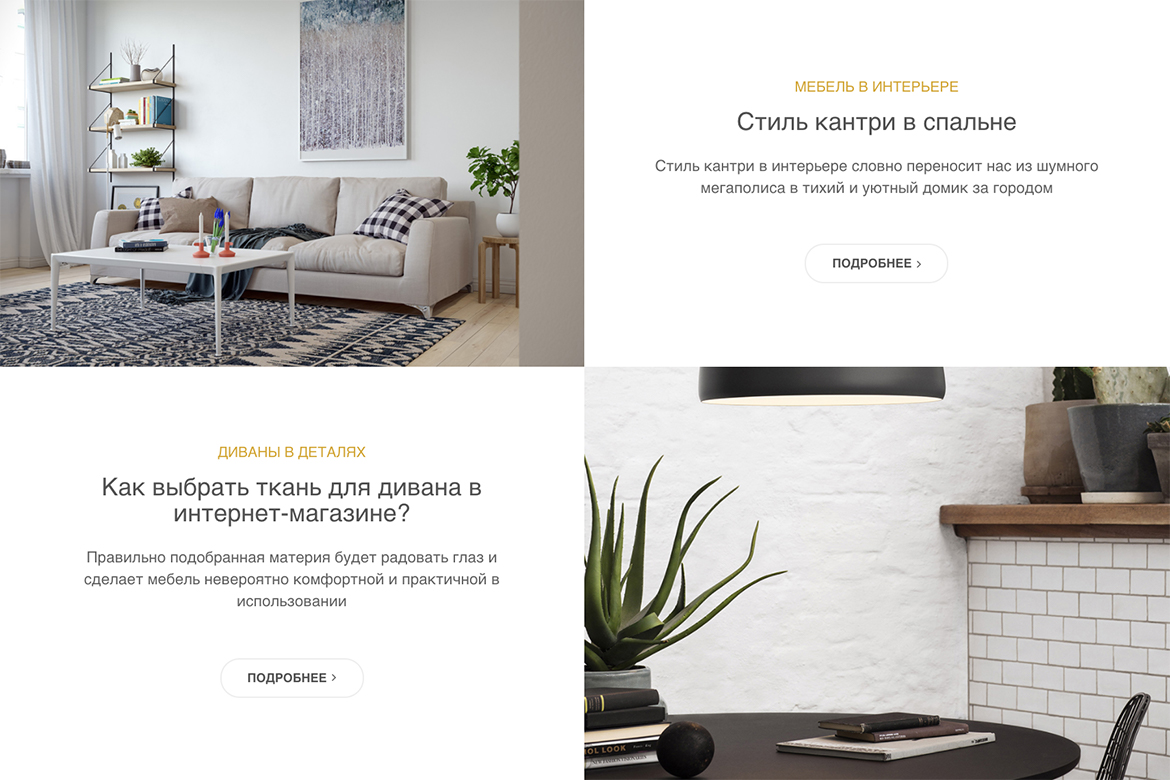 МЕБЕЛЬ В ИНТЕРЬЕРЕ
Стиль кантри в спальне
Стиль кантри в интерьере словно переносит нас из шумного
мегаполиса в тихий и уютный домик за городом
ПОДРОБНЕЕ ›
ДИВАНЫ В ДЕТАЛЯХ
Как выбрать ткань для дивана в
интернет-магазине?
Правильно подобранная материя будет радовать глаз и
сделает мебель невероятно комфортной и практичной в
использовании
ПОДРОБНЕЕ ›
ROL LOOK